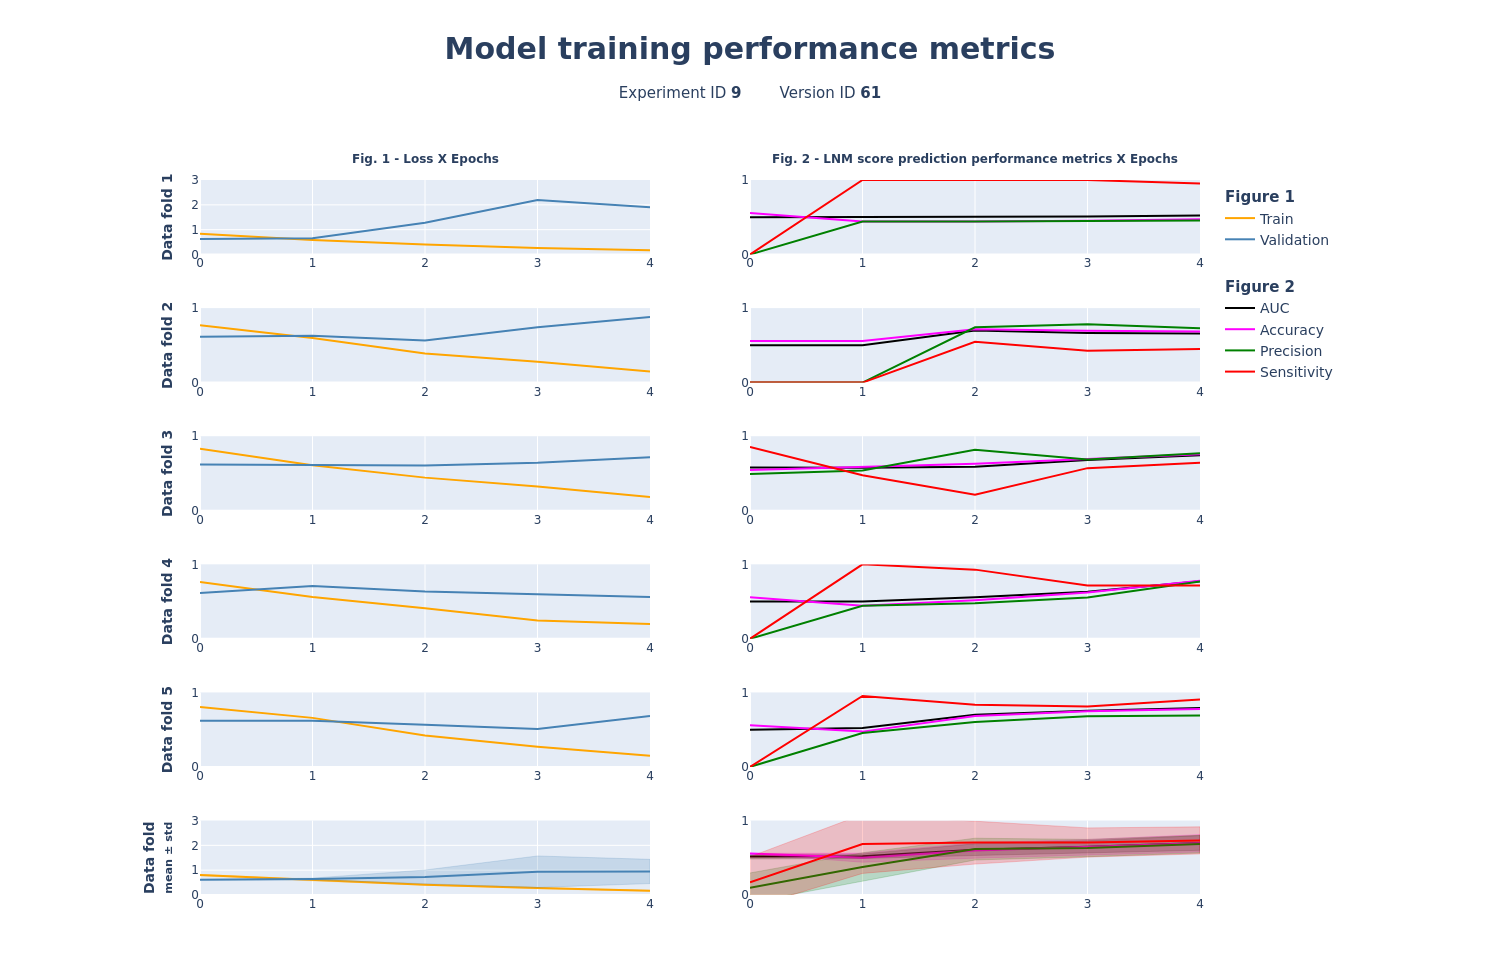 Model training performance metrics
Experiment ID 9 Version ID 61
Fig. 1 - Loss X Epochs
Fig. 2 - LNM score prediction performance metrics X Epochs
Data fold 1
3
2
1
0
0 1 2 3 4
1
0
0 1 2 3 4
Figure 1
Train
Validation
Figure 2
AUC
Accuracy
Precision
Sensitivity
Data fold 2
1
0
0 1 2 3 4
1
0
0 1 2 3 4
Data fold 3
1
0
0 1 2 3 4
1
0
0 1 2 3 4
Data fold 4
1
0
0 1 2 3 4
1
0
0 1 2 3 4
Data fold 5
1
0
0 1 2 3 4
1
0
0 1 2 3 4
Data fold
mean ± std
3
2
1
0
0 1 2 3 4
1
0
0 1 2 3 4